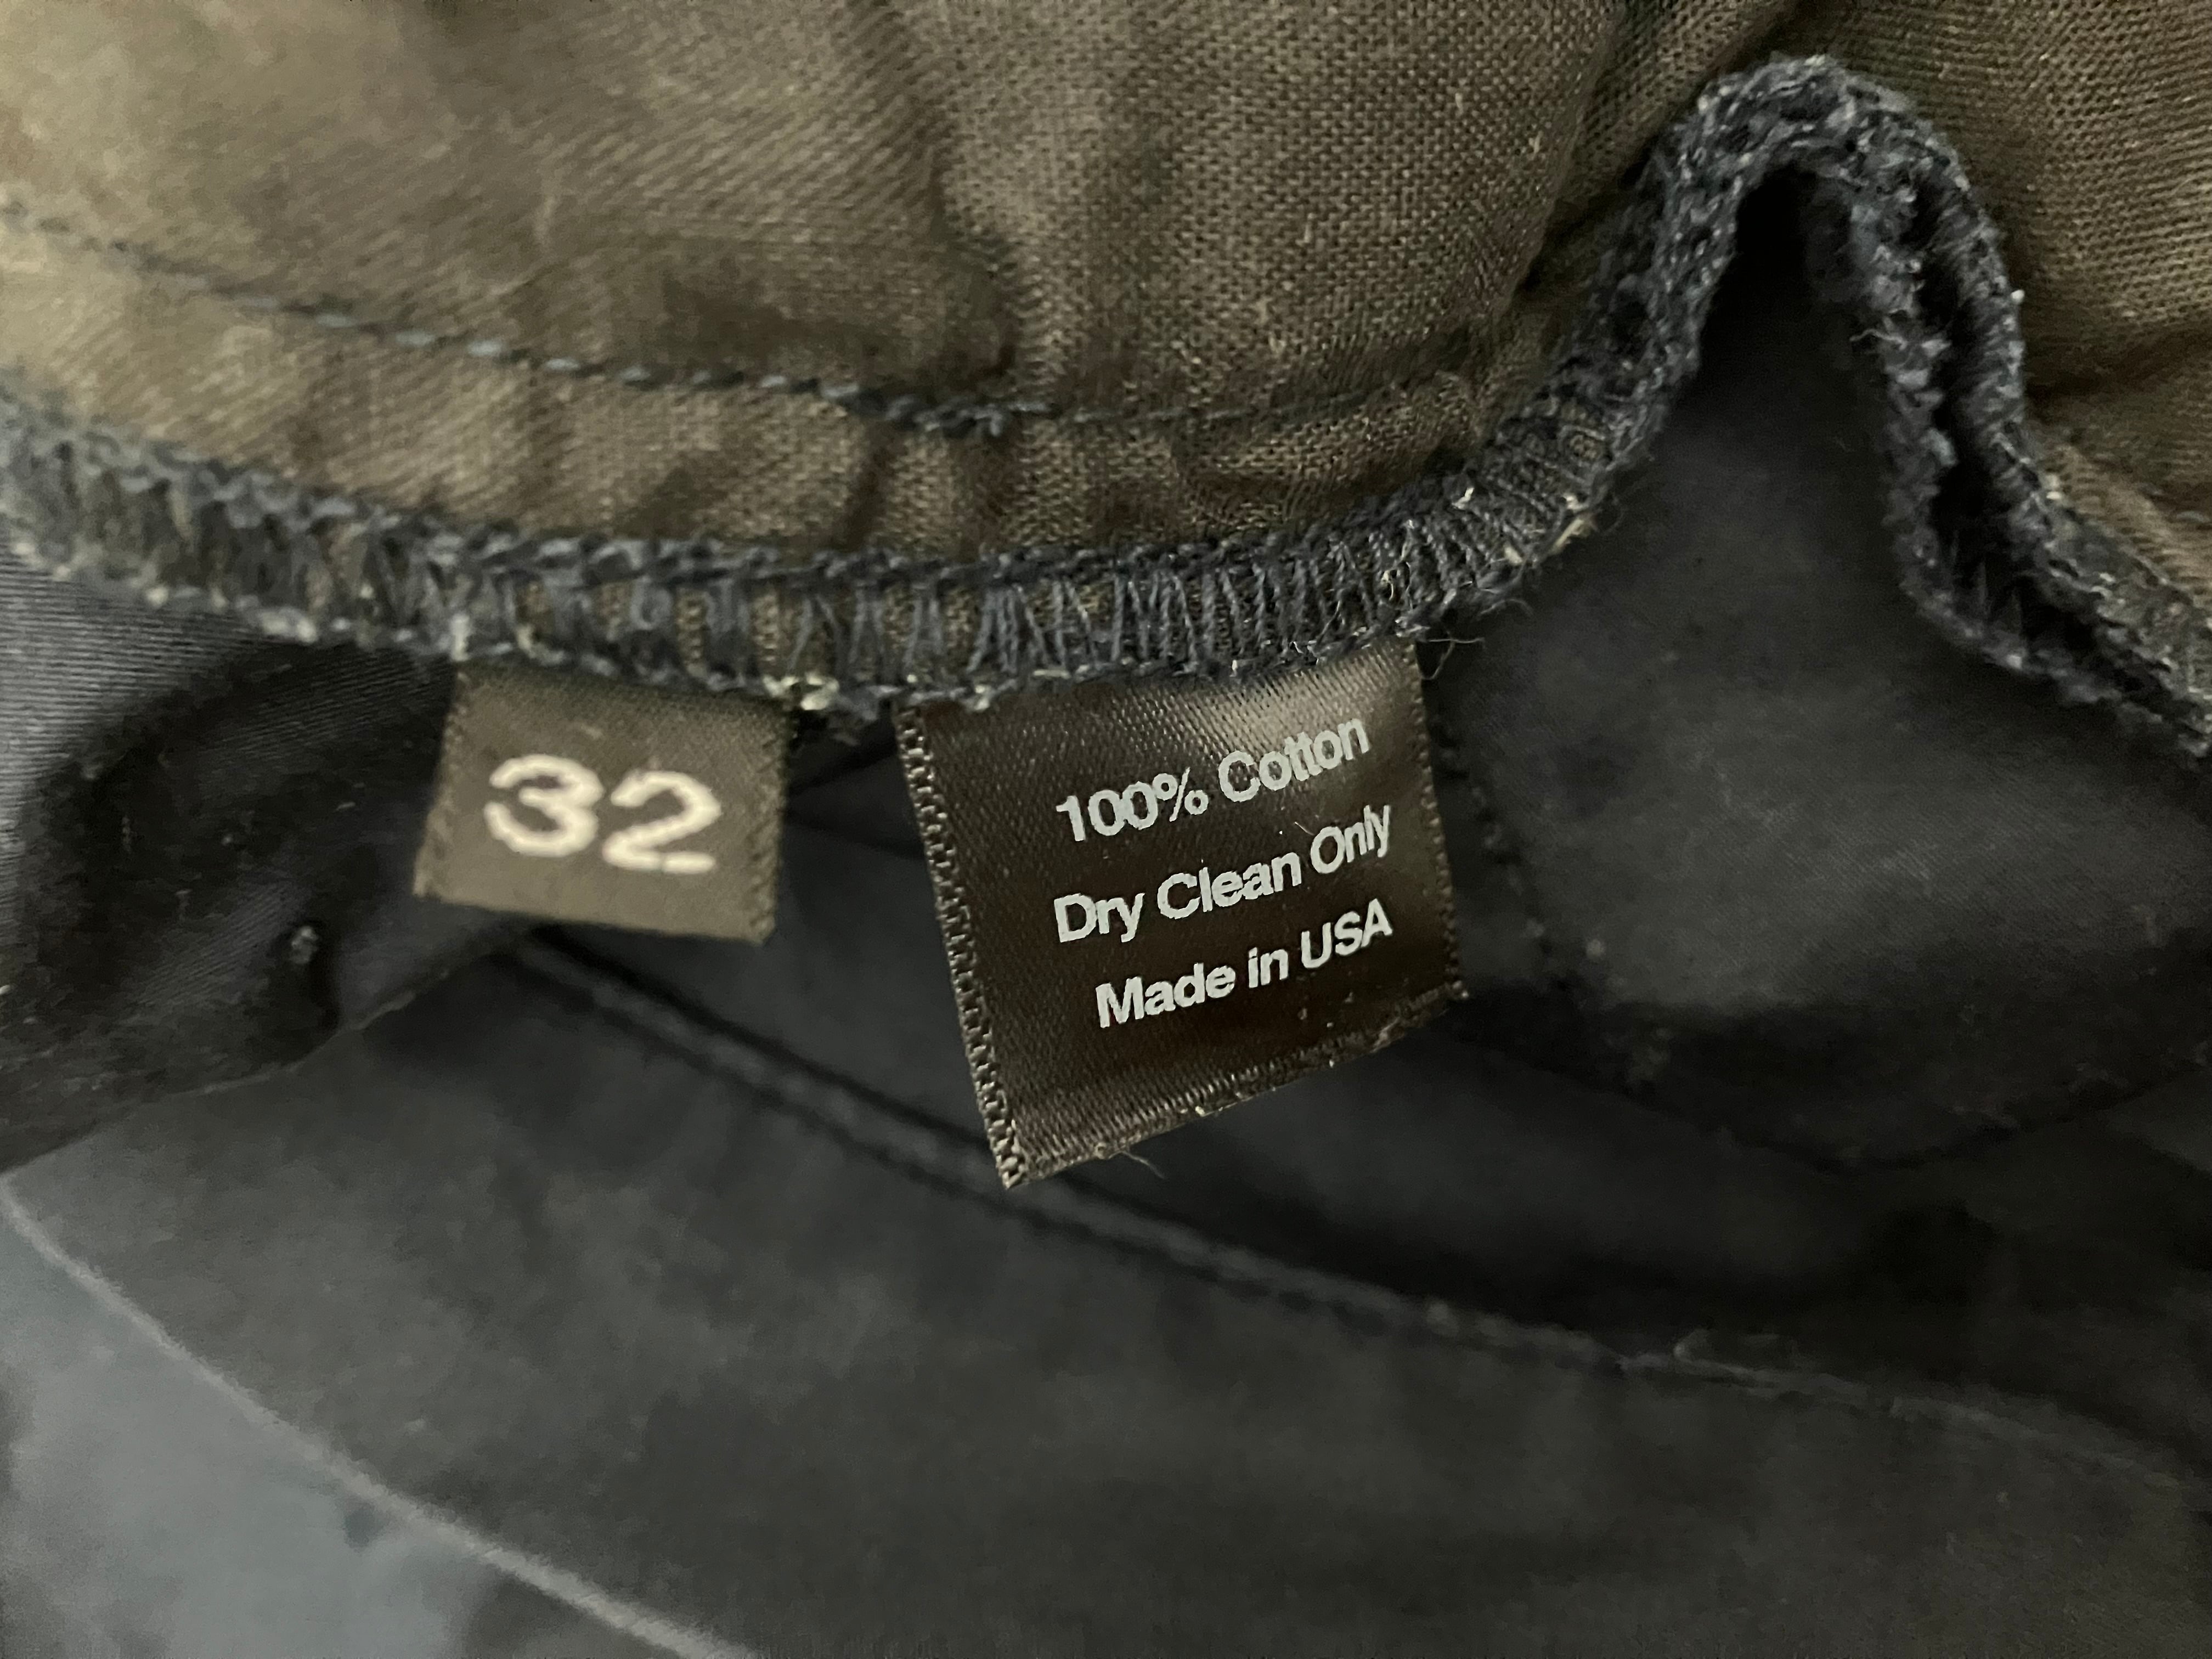 32
100% Cotton
Dry Clean Only
Made in USA